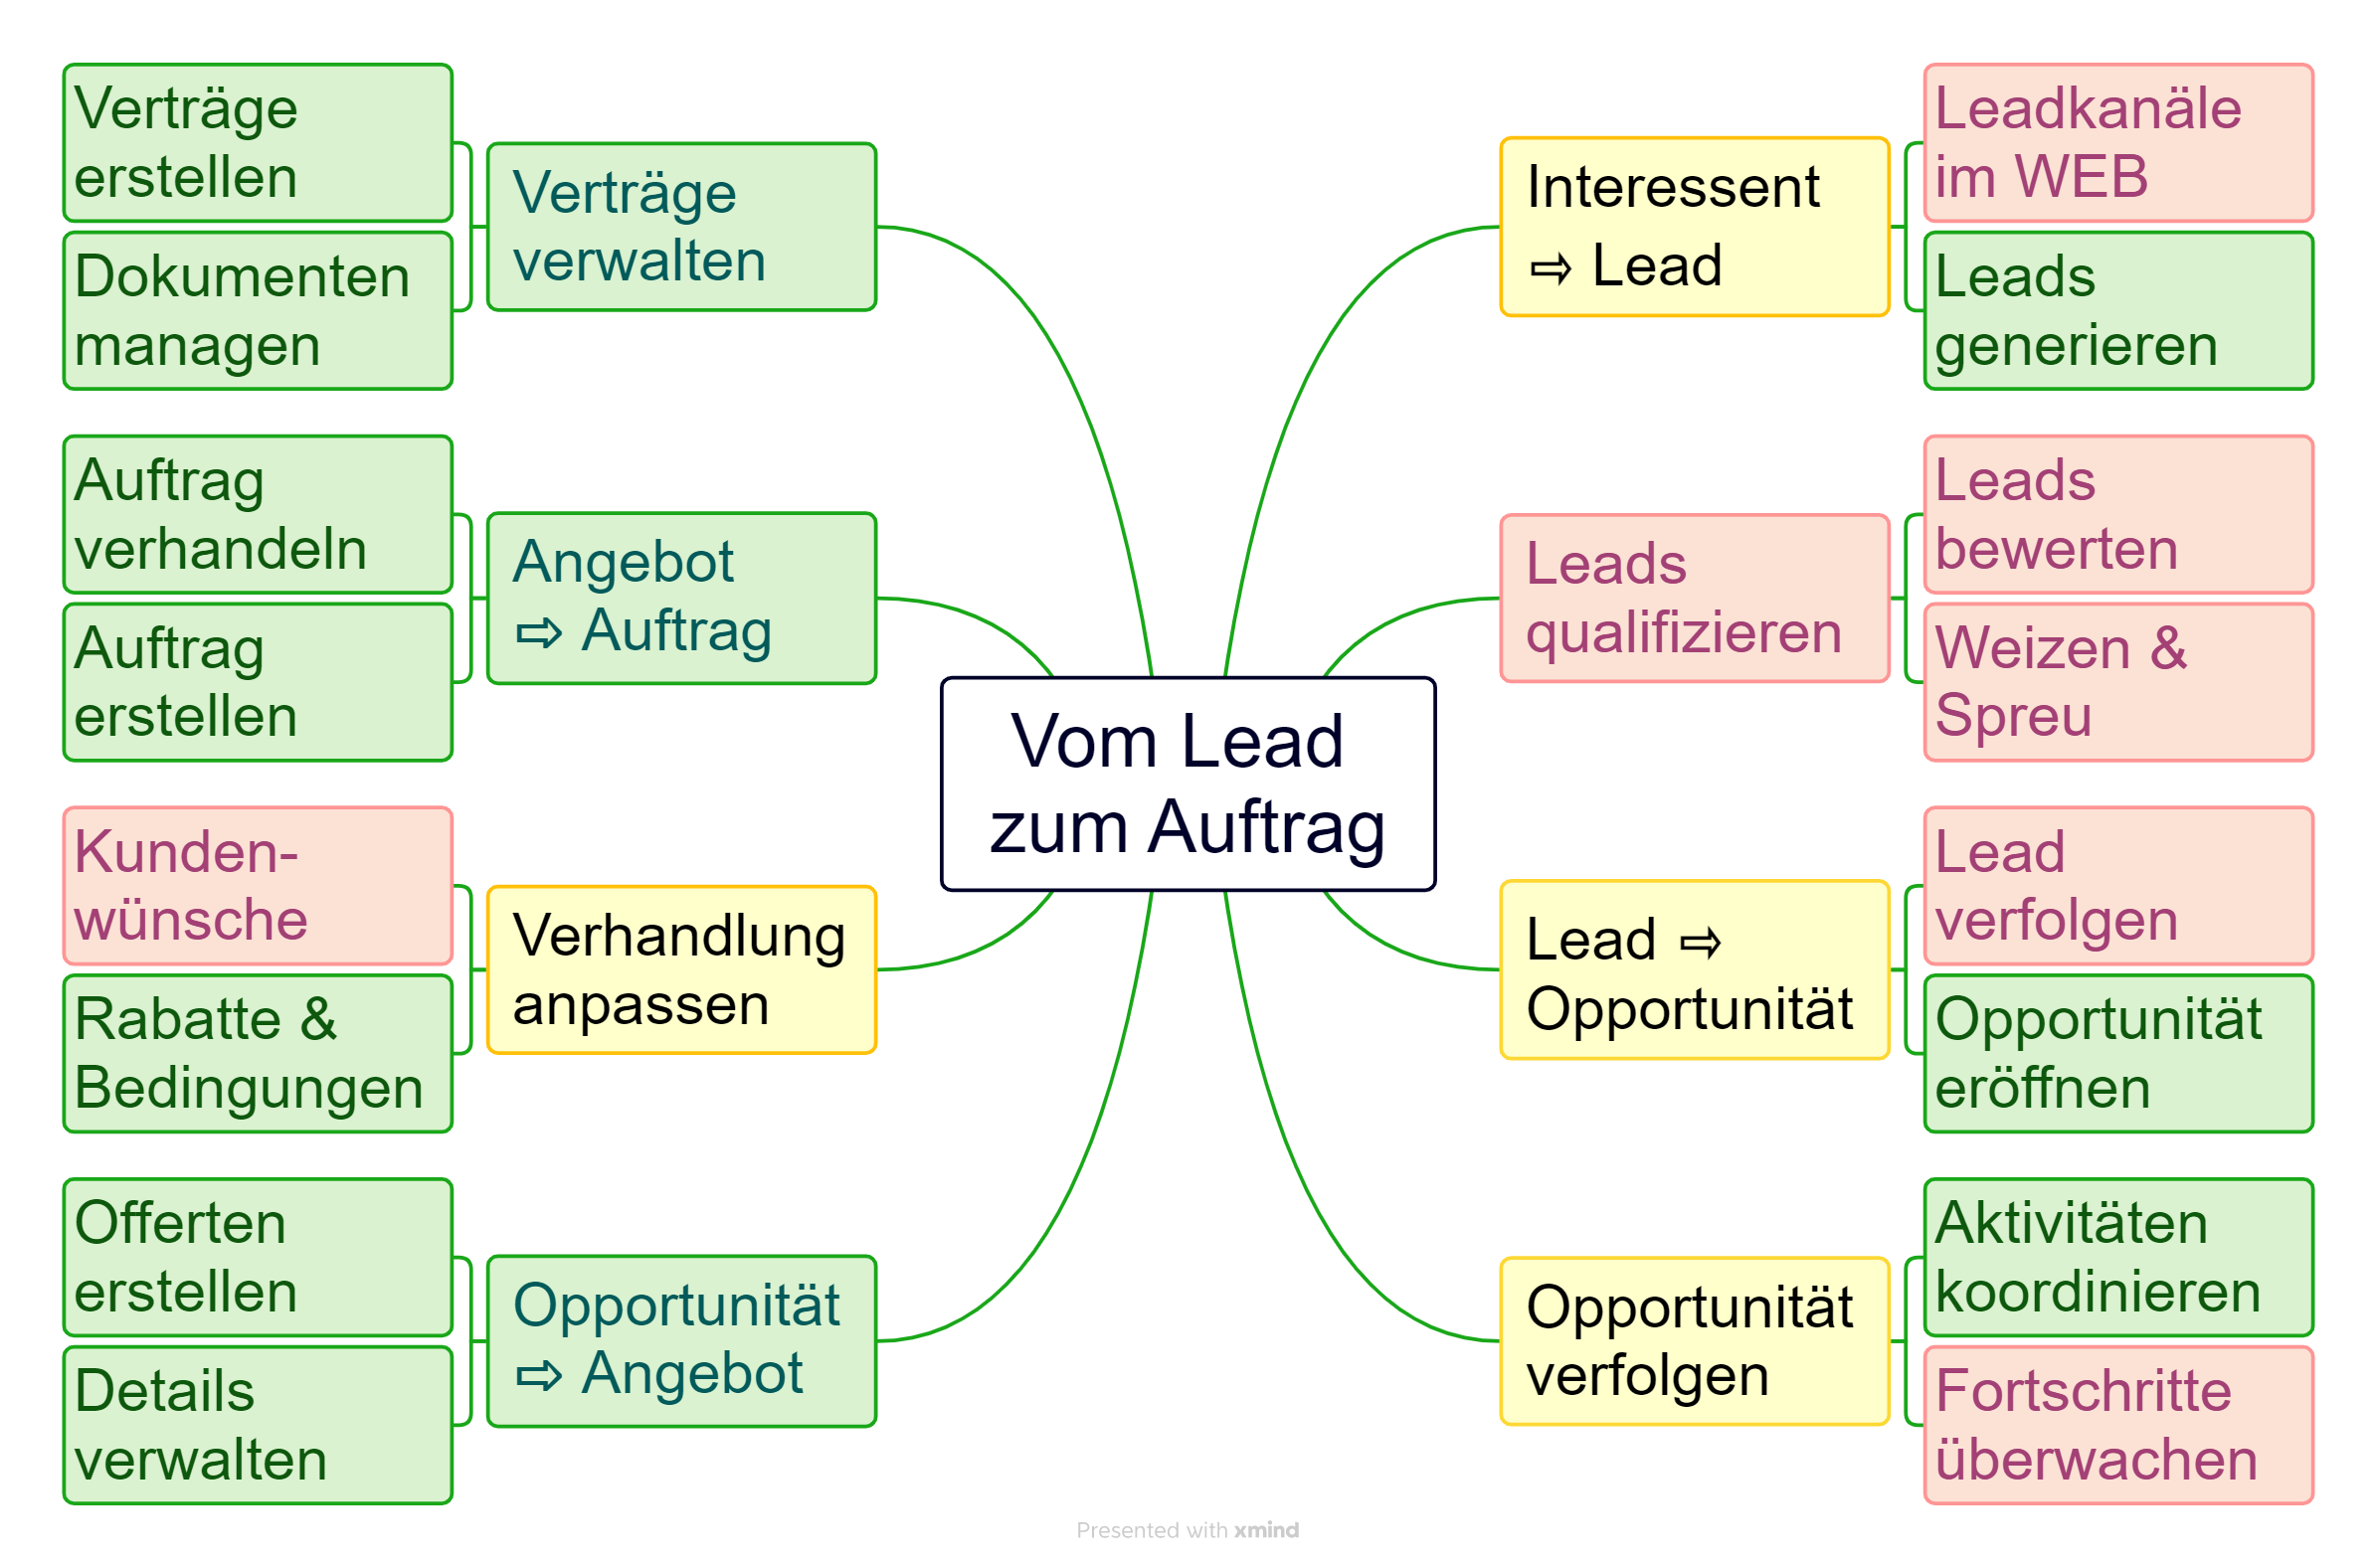 Vom Lead
zum Auftrag
Interessent
⇨ Lead
Leadkanäle
im WEB
Leads
generieren
Leads
qualifizieren
Leads
bewerten
Weizen &
Spreu
Lead ⇨
Opportunität
Lead
verfolgen
Opportunität
eröffnen
Opportunität
verfolgen
Aktivitäten
koordinieren
Fortschritte
überwachen
Opportunität
⇨ Angebot
Offerten
erstellen
Details
verwalten
Verhandlung
anpassen
Kunden-
wünsche
Rabatte &
Bedingungen
Angebot
⇨ Auftrag
Auftrag
verhandeln
Auftrag
erstellen
Verträge
verwalten
Verträge
erstellen
Dokumenten
managen
Presented with xmind